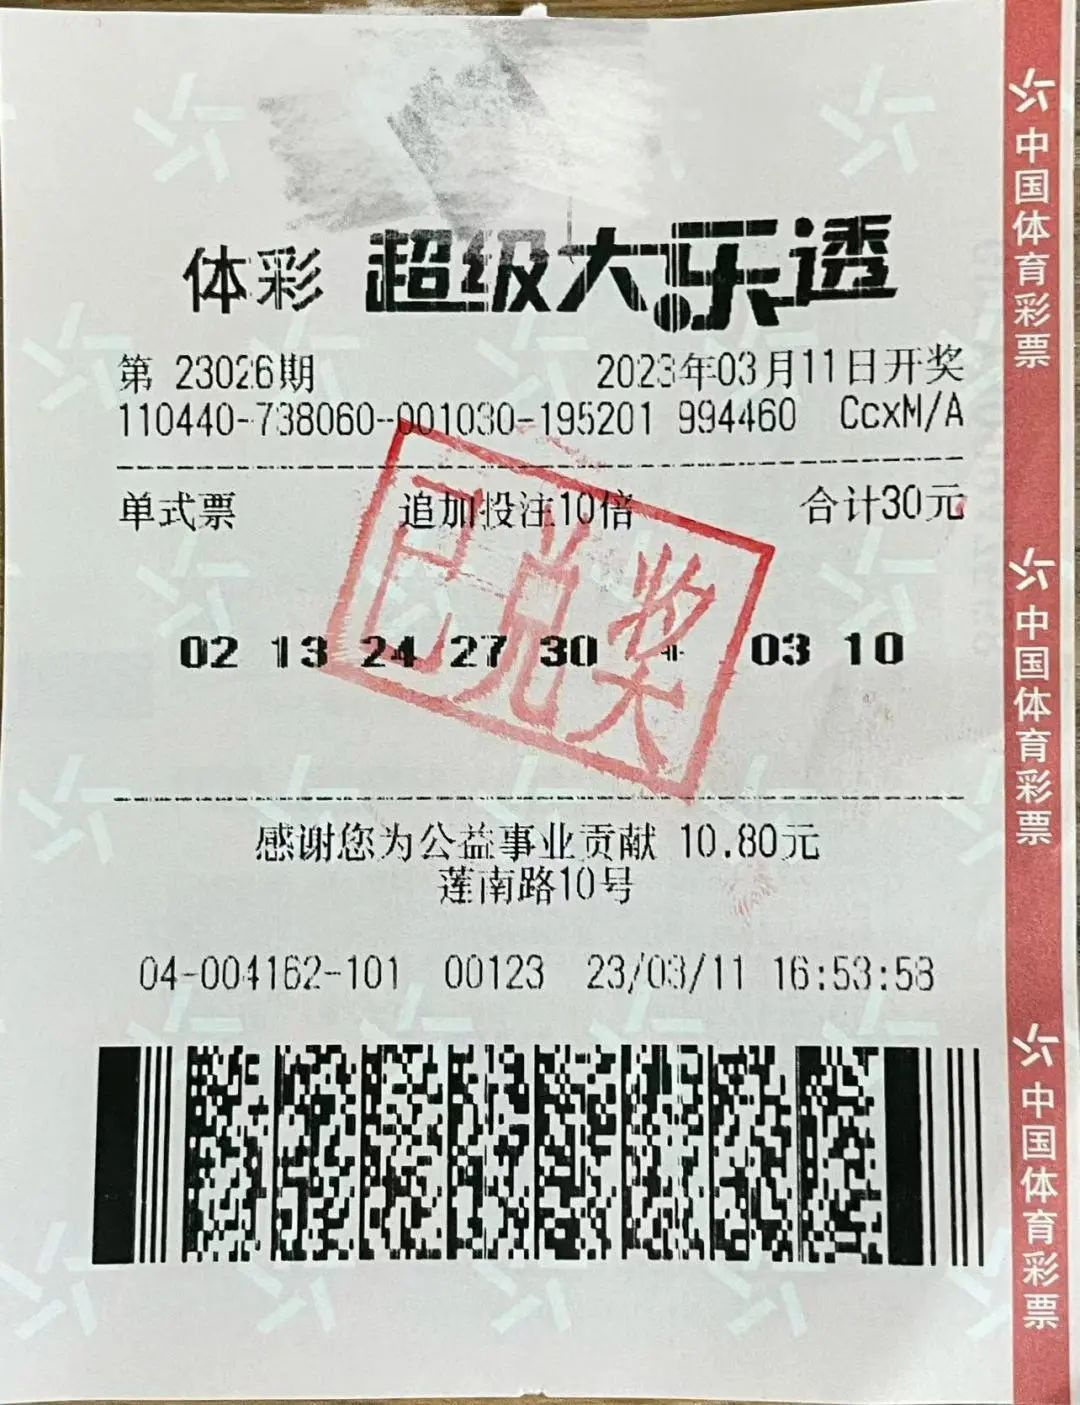 体彩 超级大乐透
第 23026期 2023年03月11日开奖
110440-738060-001030-195201 994460 CcxM/A
单式票 追加投注10倍 合计30元
已兑奖
02 13 24 27 30 + 03 10
感谢您为公益事业贡献 10.80元
莲南路10号
04-004162-101 00123 23/03/11 16:53:58
中国体育彩票
中国体育彩票
中国体育彩票